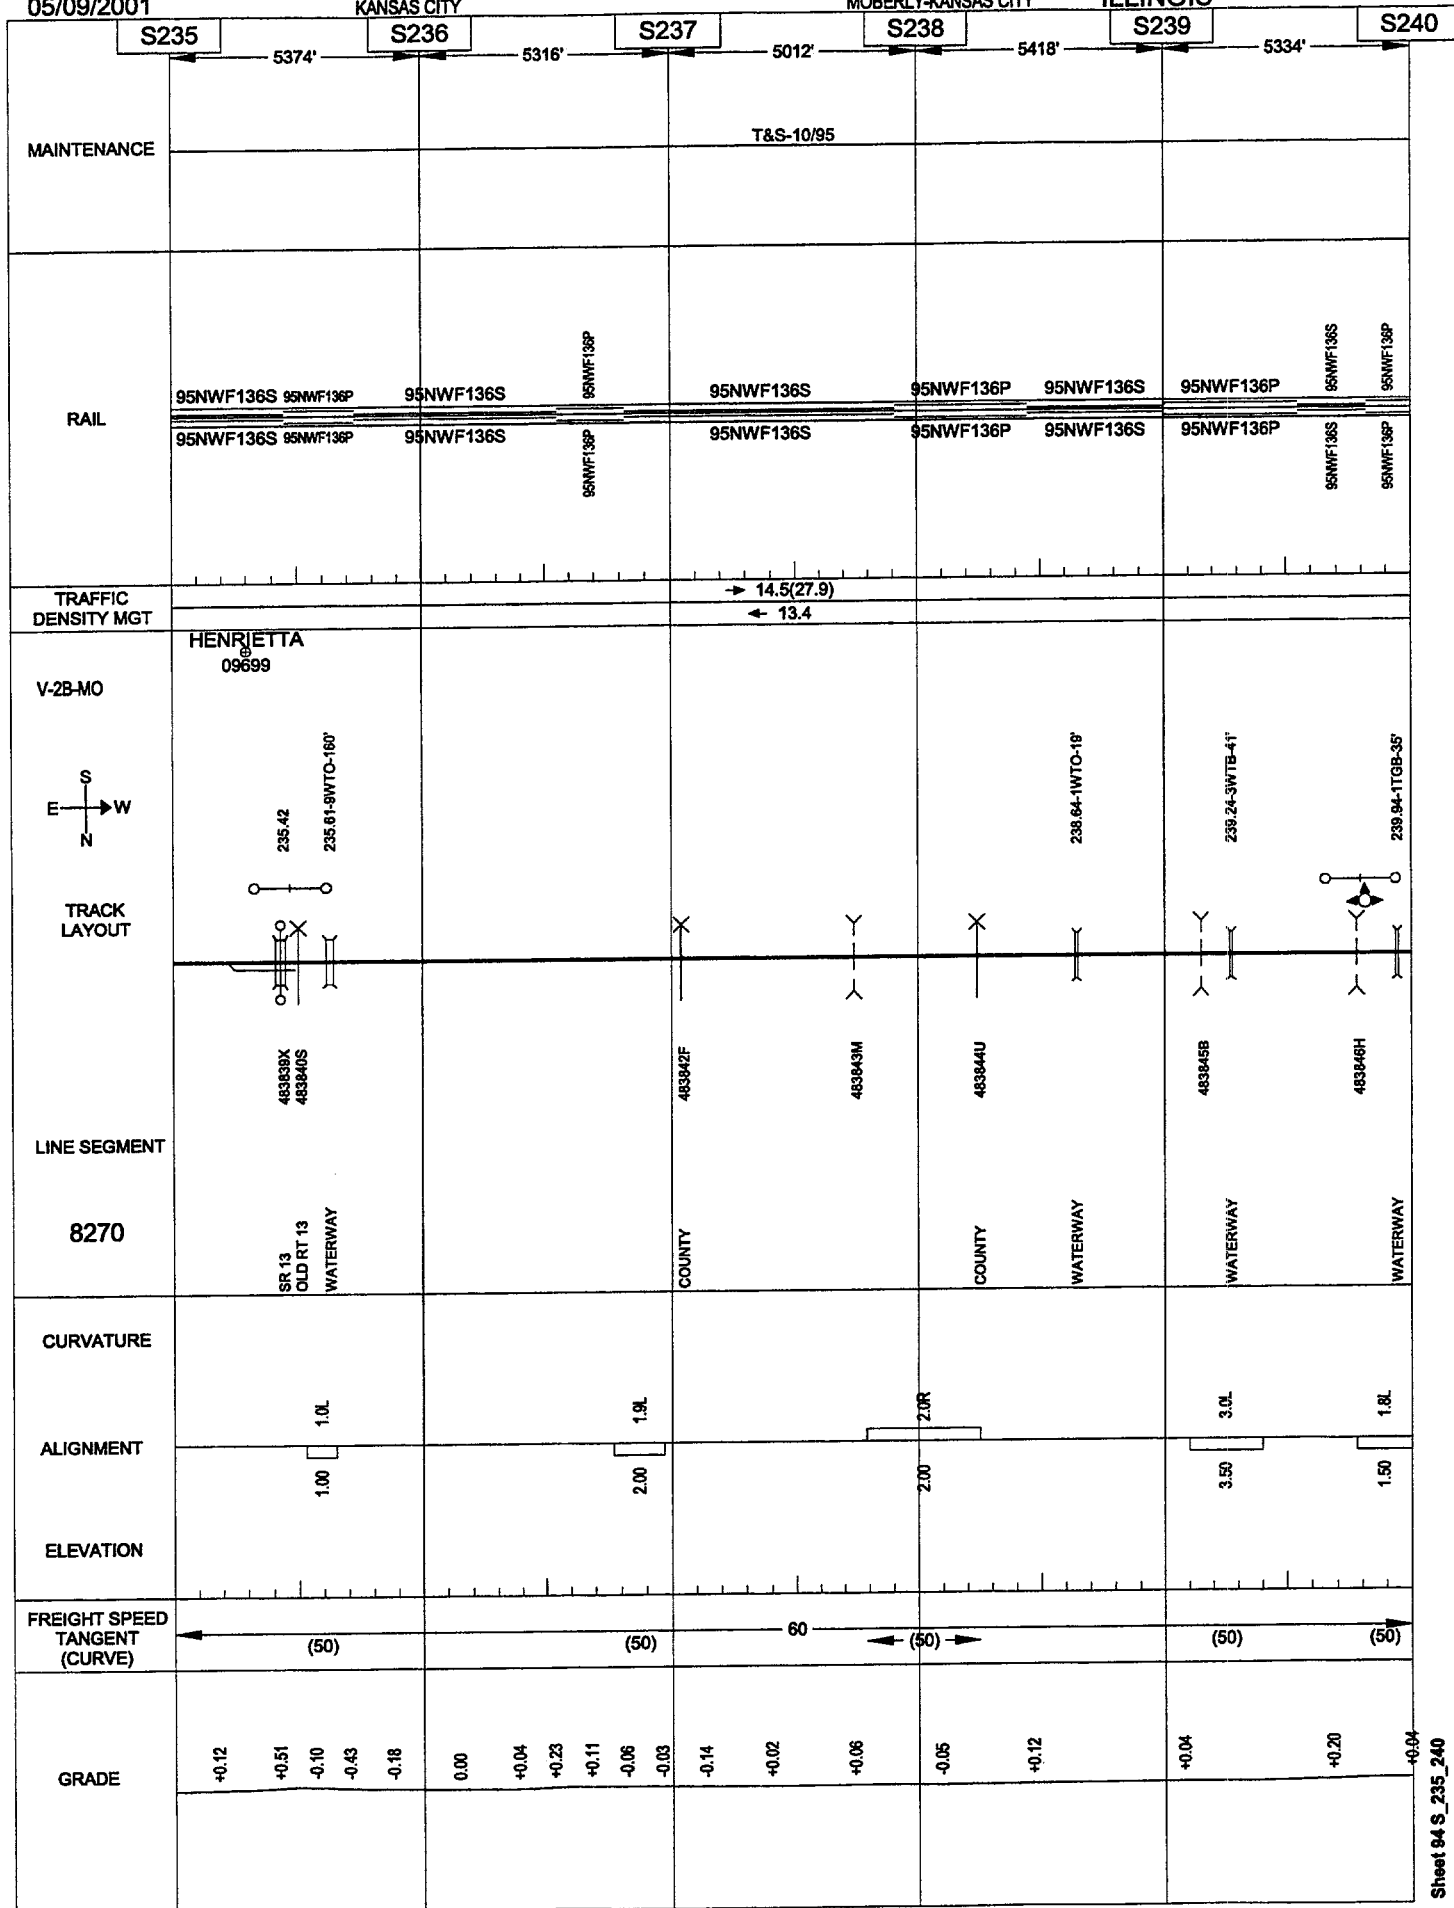 05/09/2001
KANSAS CITY
MOBERLY-KANSAS CITY
ILLINOIS
S235
S236
S237
S238
S239
S240
5374'
5316'
5012'
5418'
5334'
MAINTENANCE
T&S-10/95
RAIL
95NWF136S 95NWF136P 95NWF136S 95NWF136P 95NWF136S 95NWF136P 95NWF136S 95NWF136P 95NWF136S 95NWF136P
95NWF136S 95NWF136P 95NWF136S 95NWF136P 95NWF136S 95NWF136P 95NWF136S 95NWF136P 95NWF136S 95NWF136P
TRAFFIC
DENSITY MGT
14.5(27.9)
13.4
HENRIETTA
09699
V-2B-MO
S
E W
N
235.42
235.61-9WTO-160'
238.64-1WTO-19'
239.24-3WTB-41'
239.94-1TGB-35'
TRACK
LAYOUT
483839X
483840S
483842F
483843M
483844U
483845B
483846H
LINE SEGMENT
8270
SR 13
OLD RT 13
WATERWAY
COUNTY
COUNTY
WATERWAY
WATERWAY
WATERWAY
CURVATURE
1.0L
1.9L
2.0R
3.0L
1.8L
ALIGNMENT
1.00
2.00
2.00
3.50
1.50
ELEVATION
FREIGHT SPEED
TANGENT
(CURVE)
60
(50) (50) (50) (50) (50)
GRADE
+0.12
+0.51
-0.10
-0.43
-0.18
0.00
+0.04
+0.23
+0.11
-0.06
-0.03
-0.14
+0.02
+0.06
-0.05
+0.12
+0.04
+0.20
+0.04
Sheet 94 S_235_240